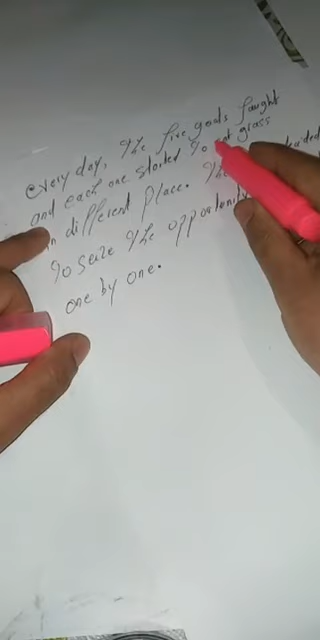 every day, the five goats faught
and each one started to eat grass
in different place. The
to seize the opportunity
one by one.